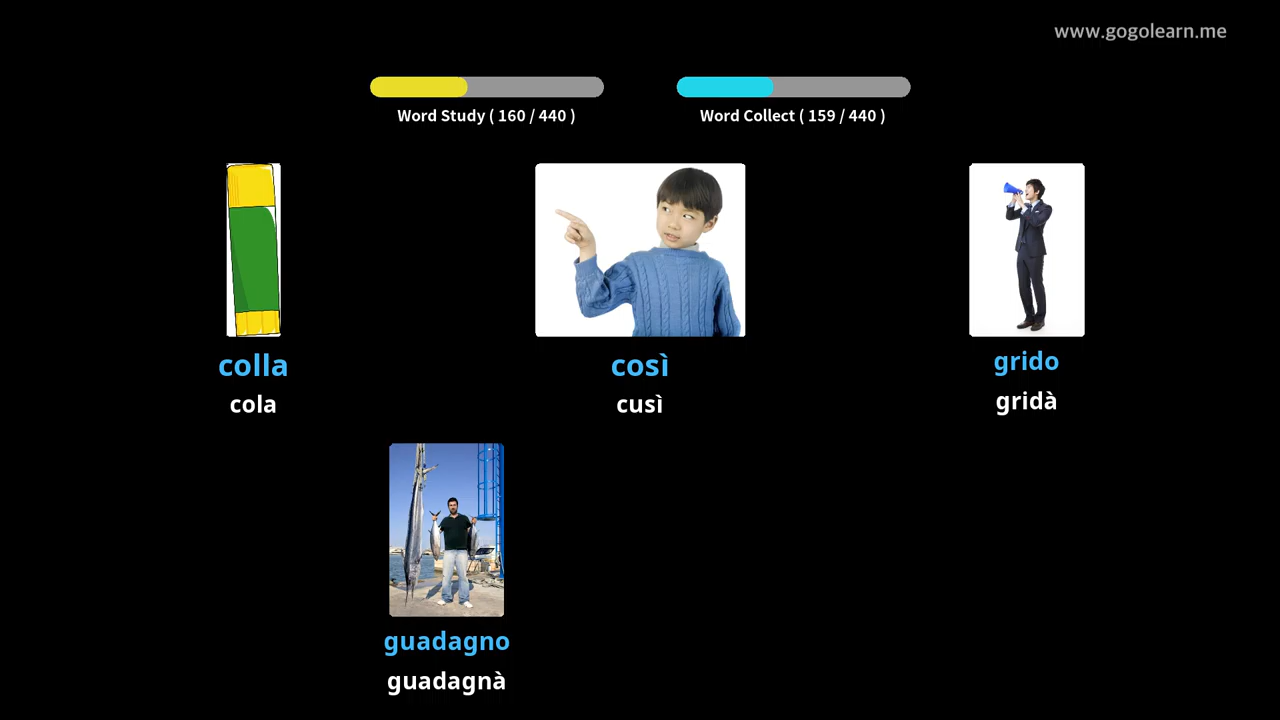 www.gogolearn.me
Word Study ( 160 / 440 )
Word Collect ( 159 / 440 )
colla
cola
così
cusì
grido
gridà
guadagno
guadagnà